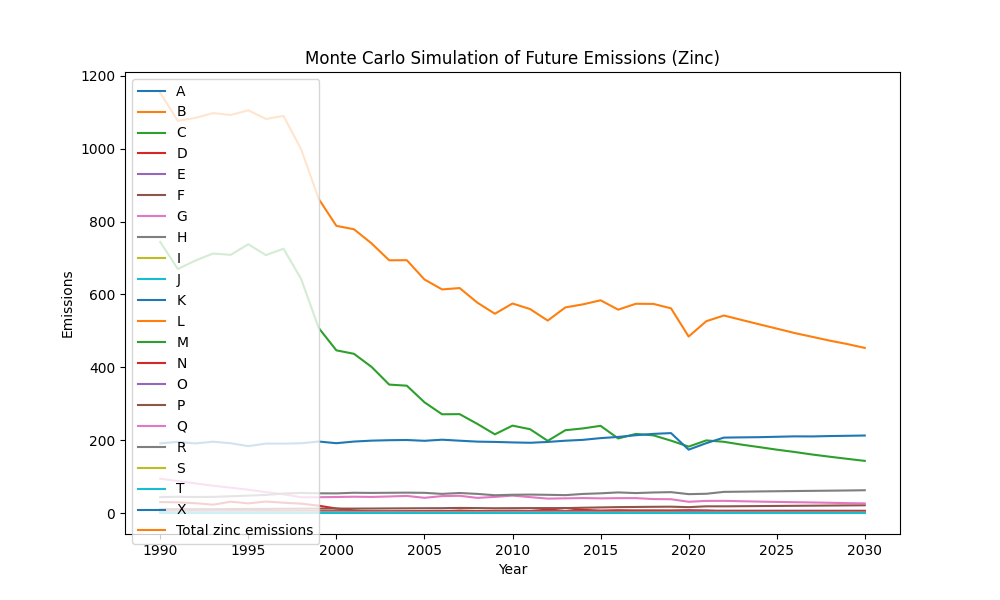 Monte Carlo Simulation of Future Emissions (Zinc)
1200
1000
800
600
400
200
0
Emissions
A
B
C
D
E
F
G
H
I
J
K
L
M
N
O
P
Q
R
S
T
X
Total zinc emissions
1990 1995 2000 2005 2010 2015 2020 2025 2030
Year